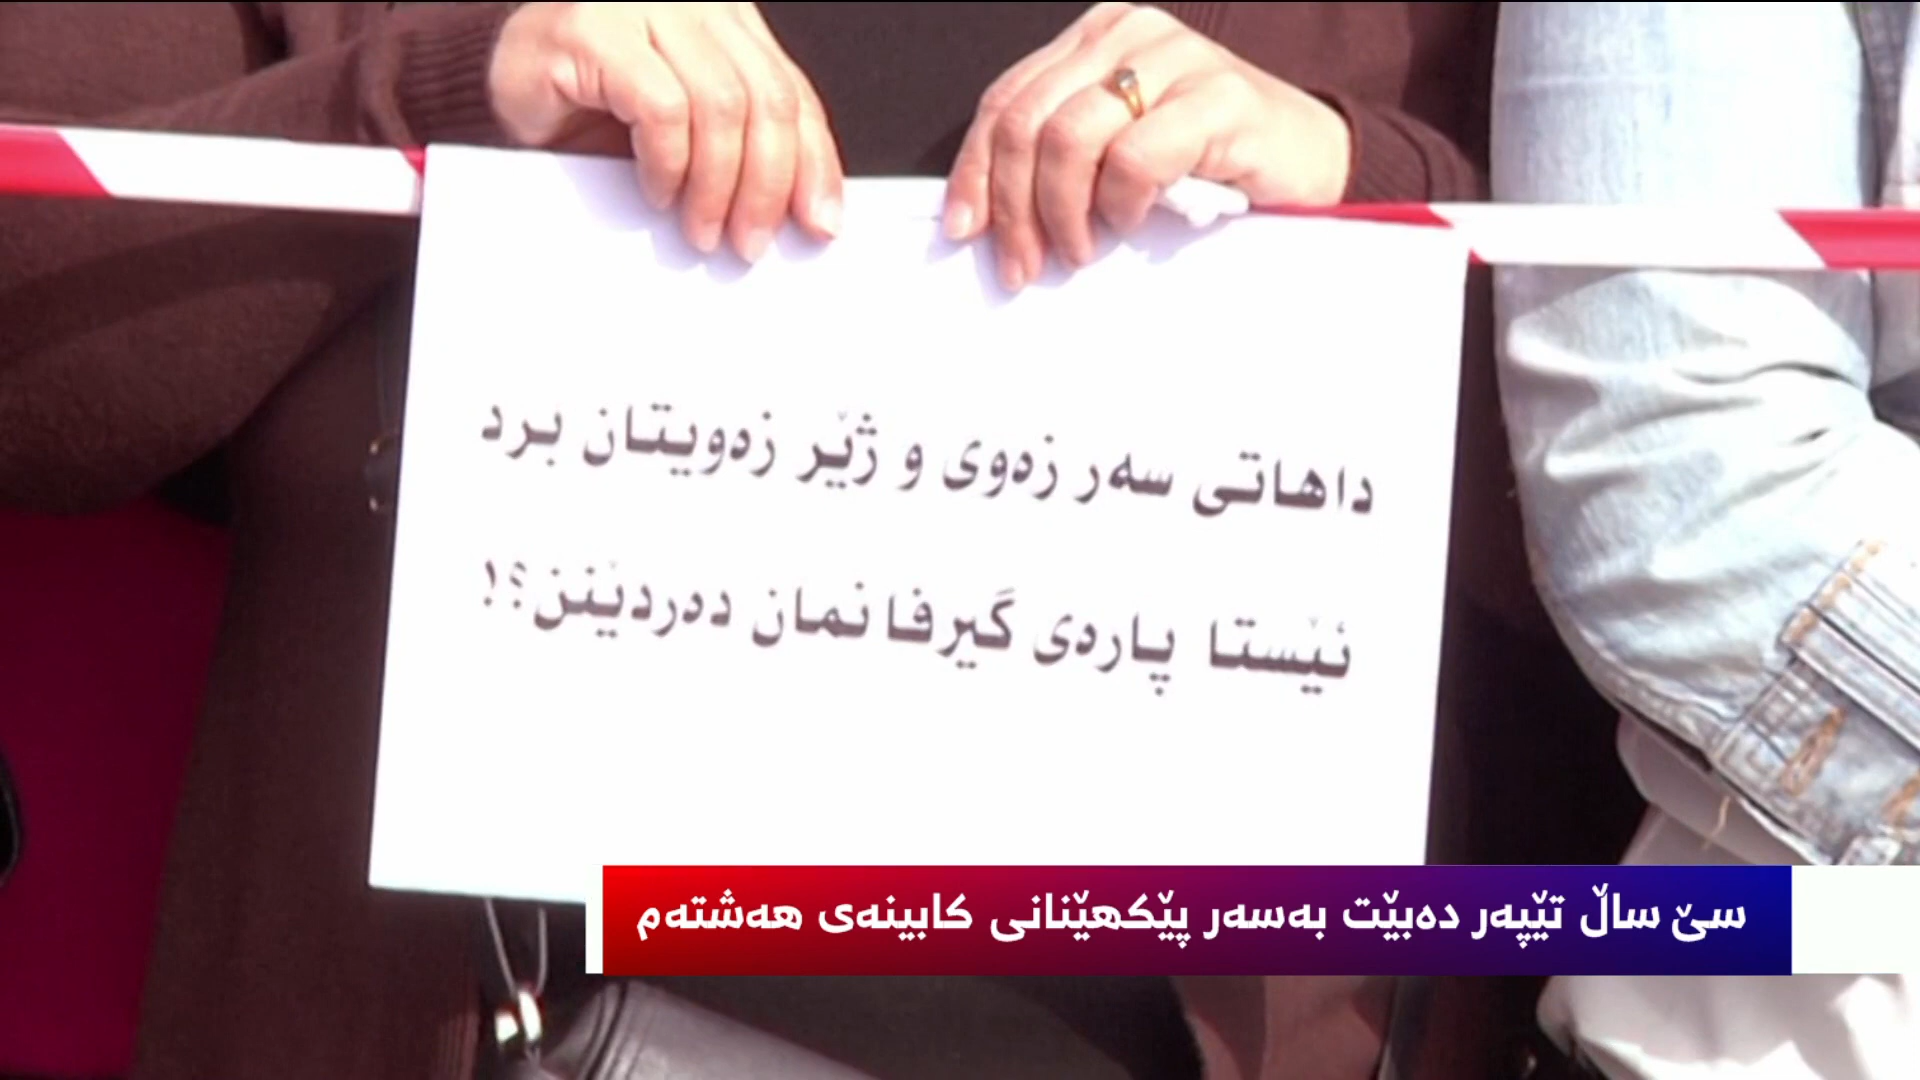 داهاتی سەر زەوی و ژێر زەویتان برد
ئێستا پارەی گیرفانمان دەردێنن؟!
سێ ساڵ تێپەر دەبێت بەسەر پێکهێنانی کابینەی هەشتەم